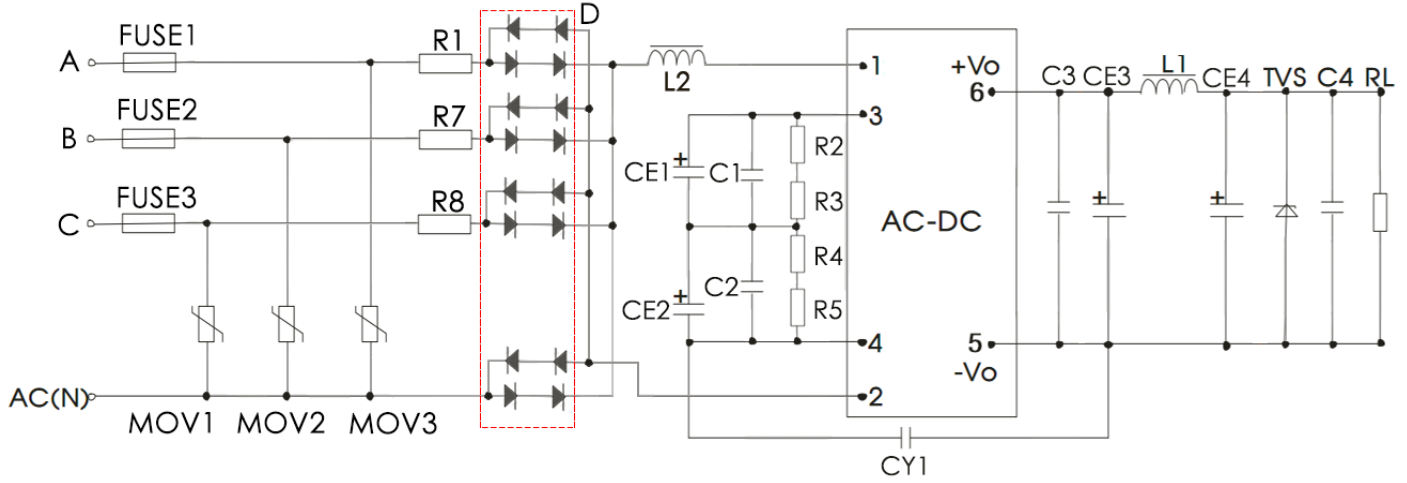 D
FUSE1
A
R1
L2
1
+Vo
6
C3
CE3
L1
CE4
TVS
C4
RL
FUSE2
B
R7
3
R2
CE1
+
C1
R3
FUSE3
C
R8
AC-DC
+
+
R4
C2
CE2
+
R5
4
5
-Vo
AC(N)
2
MOV1
MOV2
MOV3
CY1